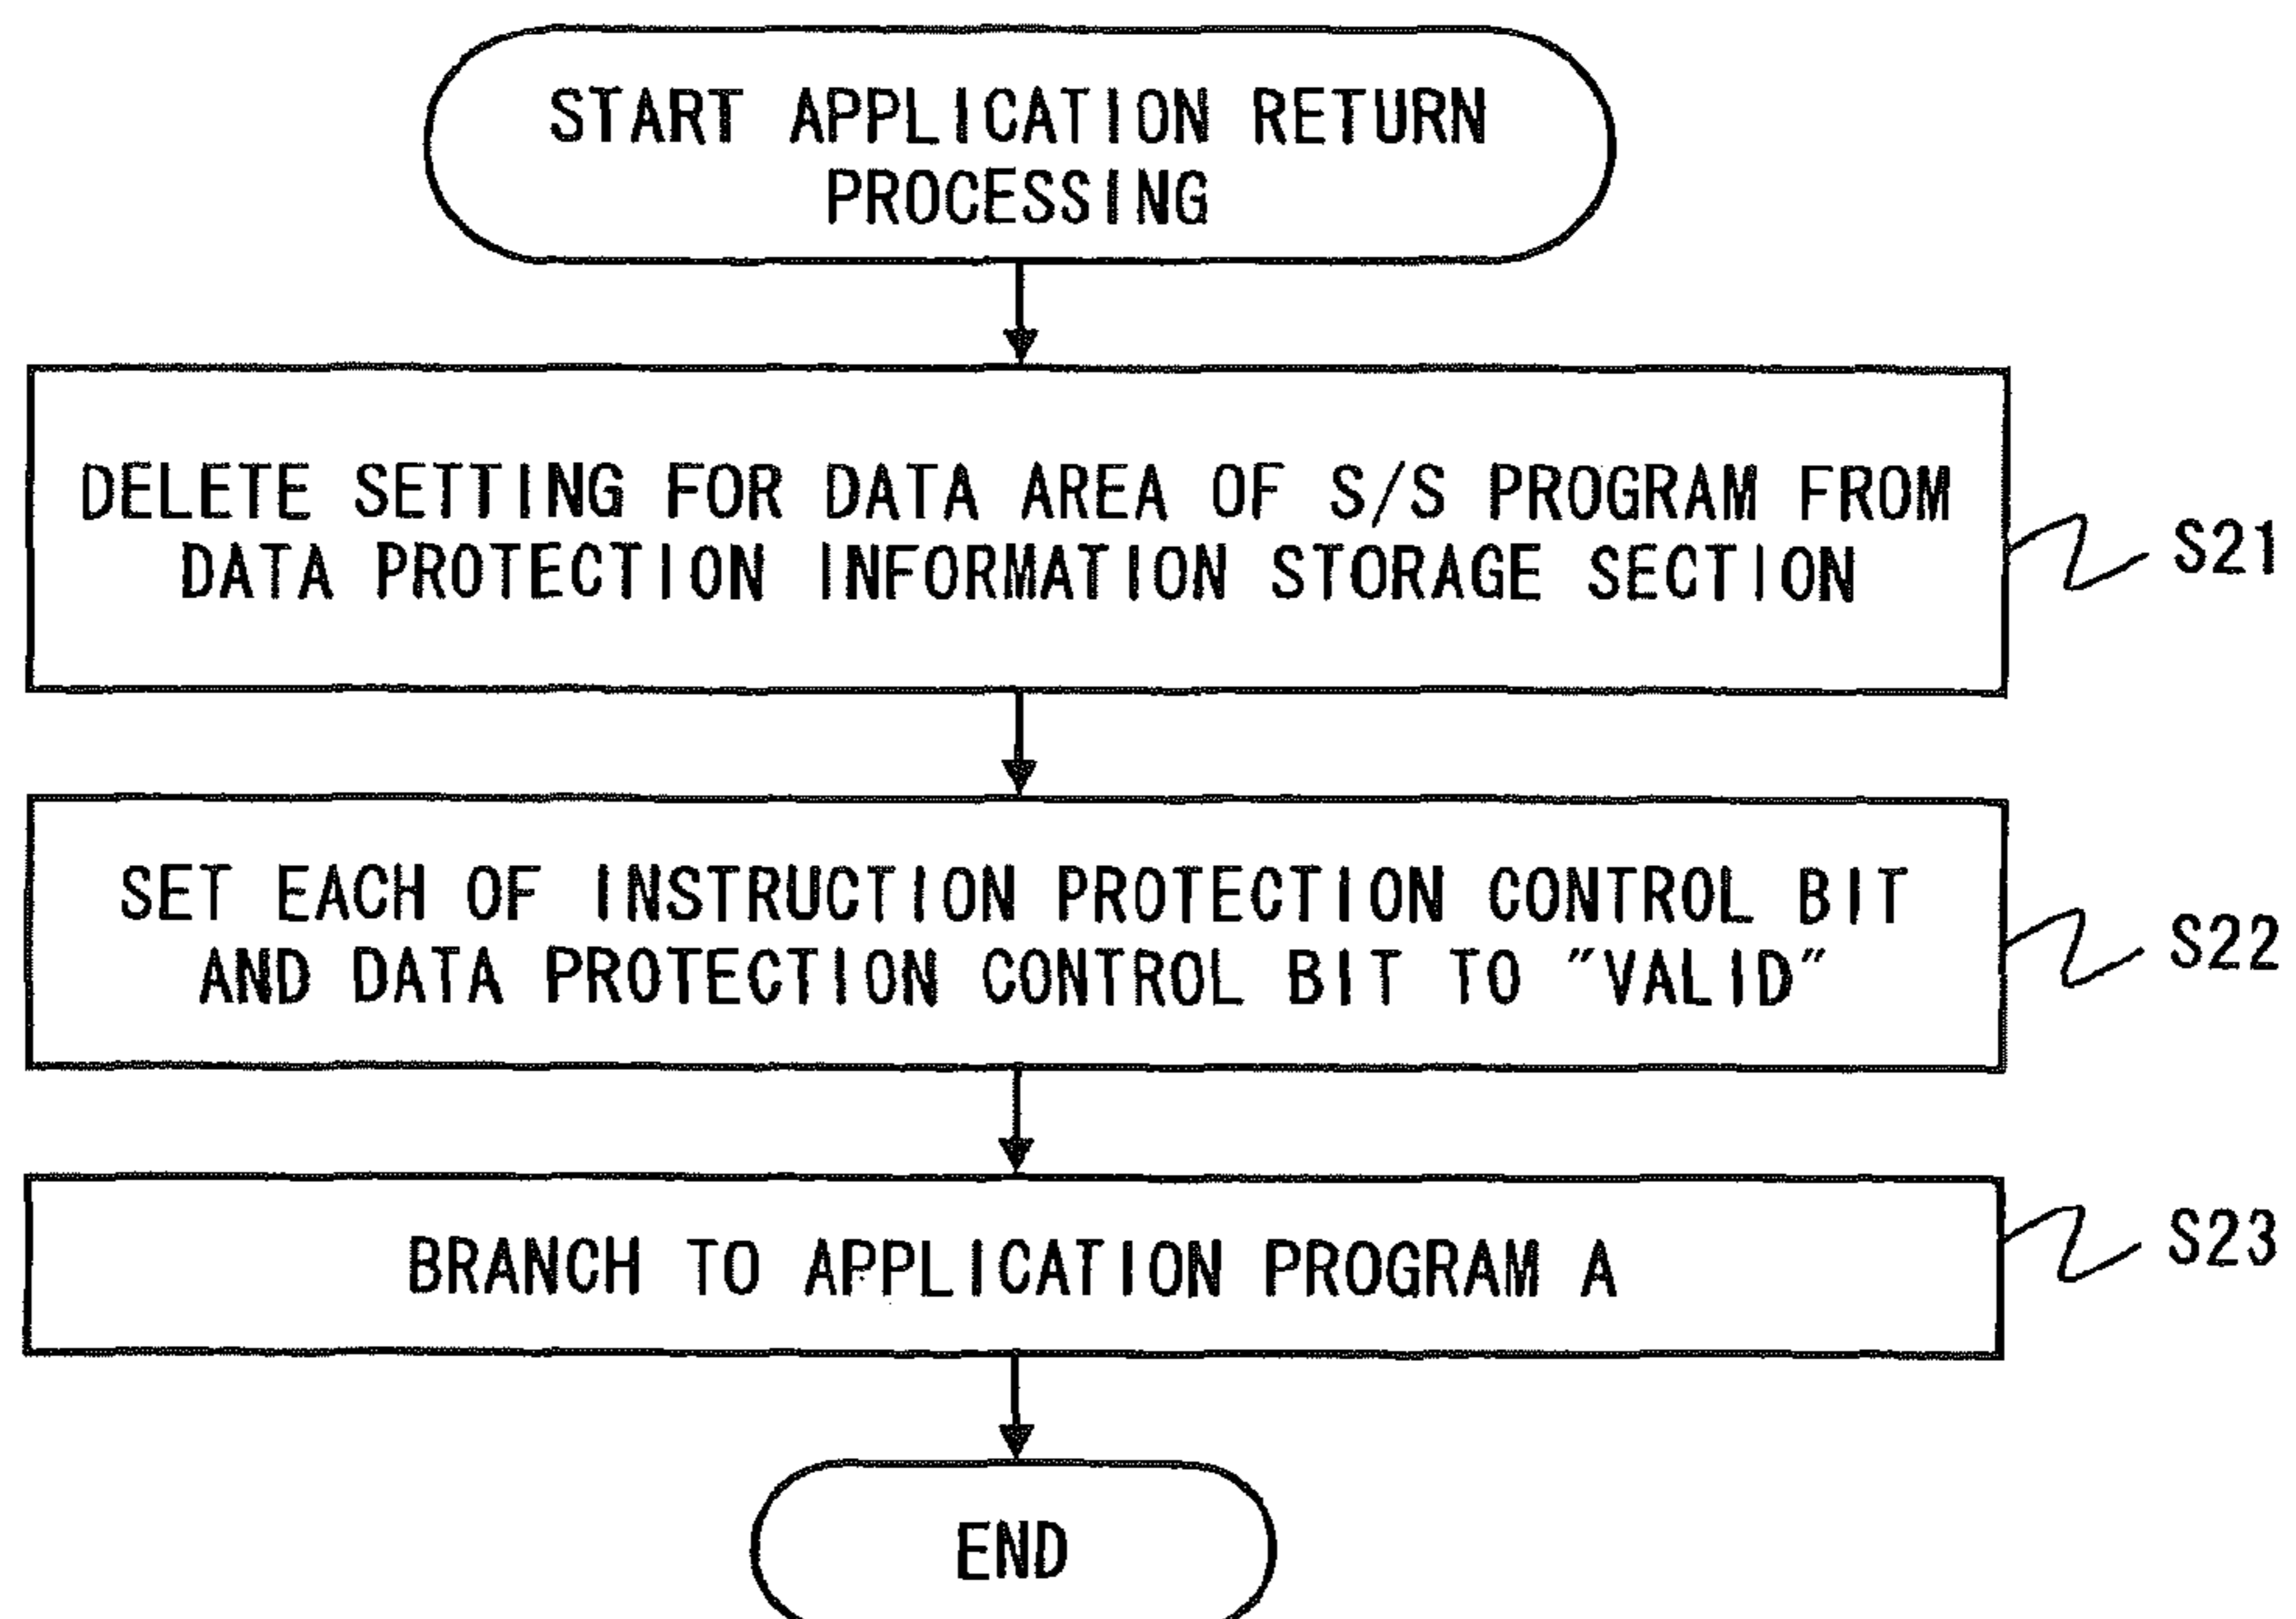 START APPLICATION RETURN
PROCESSING
DELETE SETTING FOR DATA AREA OF S/S PROGRAM FROM
DATA PROTECTION INFORMATION STORAGE SECTION
S21
SET EACH OF INSTRUCTION PROTECTION CONTROL BIT
AND DATA PROTECTION CONTROL BIT TO "VALID"
S22
BRANCH TO APPLICATION PROGRAM A
S23
END